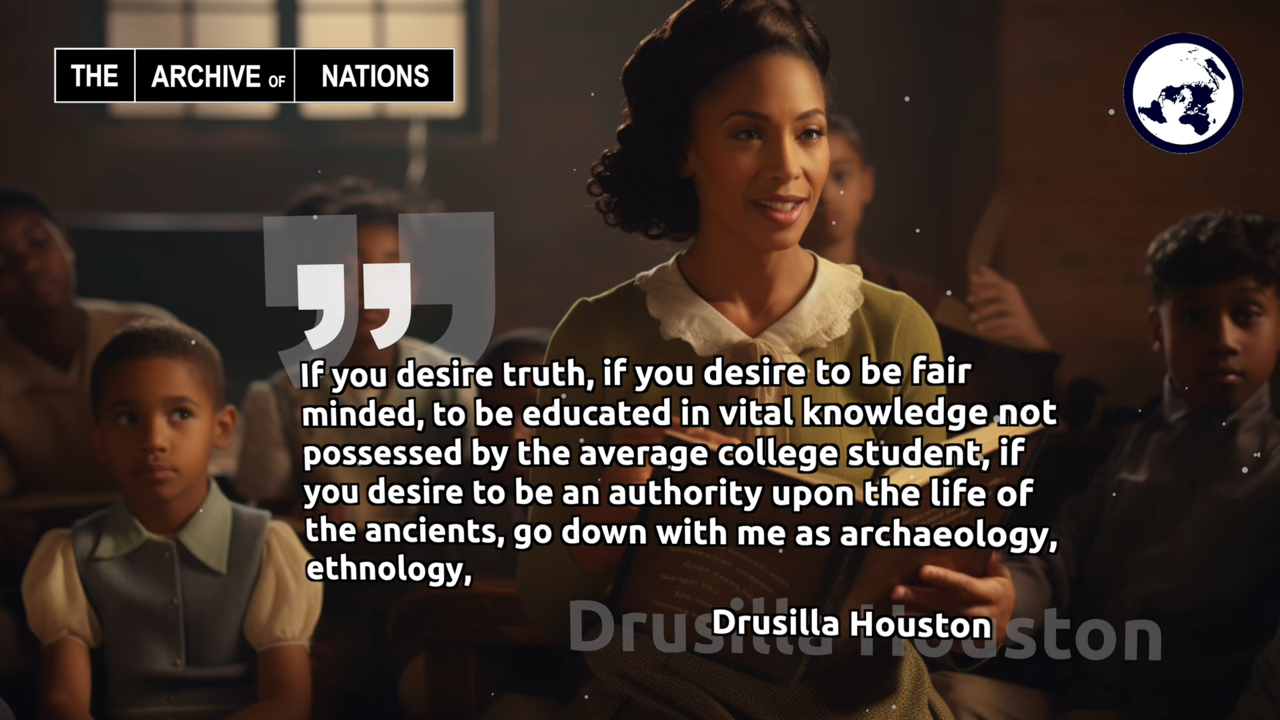 THE ARCHIVE OF NATIONS
”
If you desire truth, if you desire to be fair
minded, to be educated in vital knowledge not
possessed by the average college student, if
you desire to be an authority upon the life of
the ancients, go down with me as archaeology,
ethnology,
Drusilla Houston
Drusilla Houston